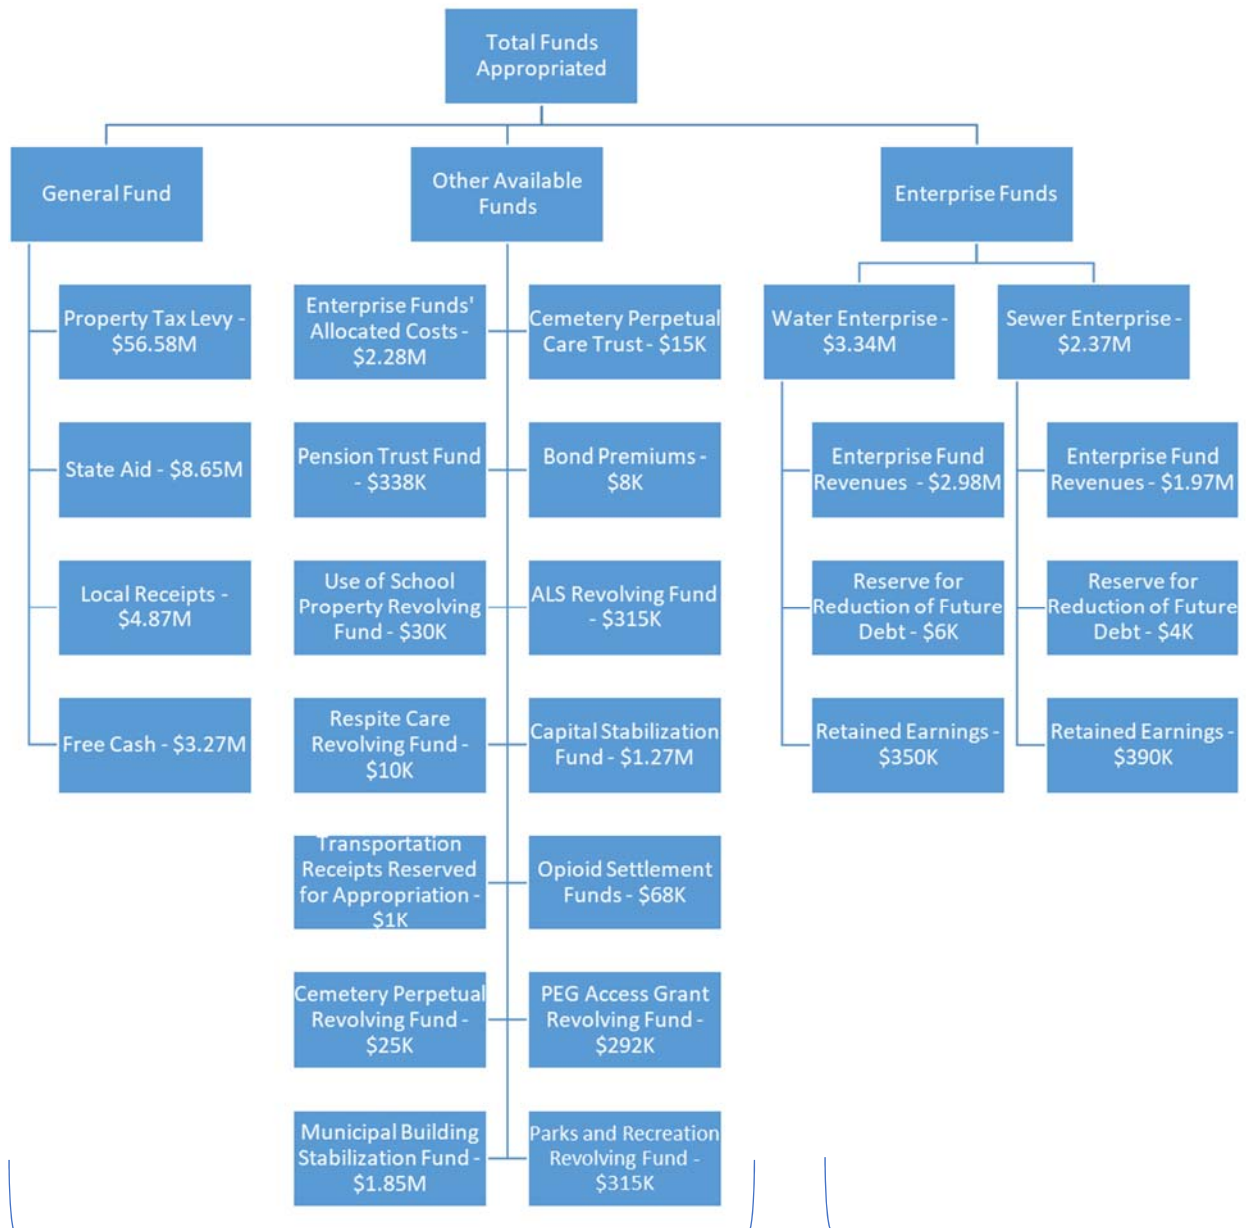 Total Funds
Appropriated
General Fund
Other Available
Funds
Enterprise Funds
Property Tax Levy -
$56.58M
State Aid - $8.65M
Local Receipts -
$4.87M
Free Cash - $3.27M
Enterprise Funds'
Allocated Costs -
$2.28M
Cemetery Perpetual
Care Trust - $15K
Pension Trust Fund
- $338K
Bond Premiums -
$8K
Use of School
Property Revolving
Fund - $30K
ALS Revolving Fund
- $315K
Respite Care
Revolving Fund -
$10K
Capital Stabilization
Fund - $1.27M
Transportation
Receipts Reserved
for Appropriation -
$1K
Opioid Settlement
Funds - $68K
Cemetery Perpetual
Revolving Fund -
$25K
PEG Access Grant
Revolving Fund -
$292K
Municipal Building
Stabilization Fund -
$1.85M
Parks and Recreation
Revolving Fund -
$315K
Water Enterprise -
$3.34M
Enterprise Fund
Revenues - $2.98M
Reserve for
Reduction of Future
Debt - $6K
Retained Earnings -
$350K
Sewer Enterprise -
$2.37M
Enterprise Fund
Revenues - $1.97M
Reserve for
Reduction of Future
Debt - $4K
Retained Earnings -
$390K